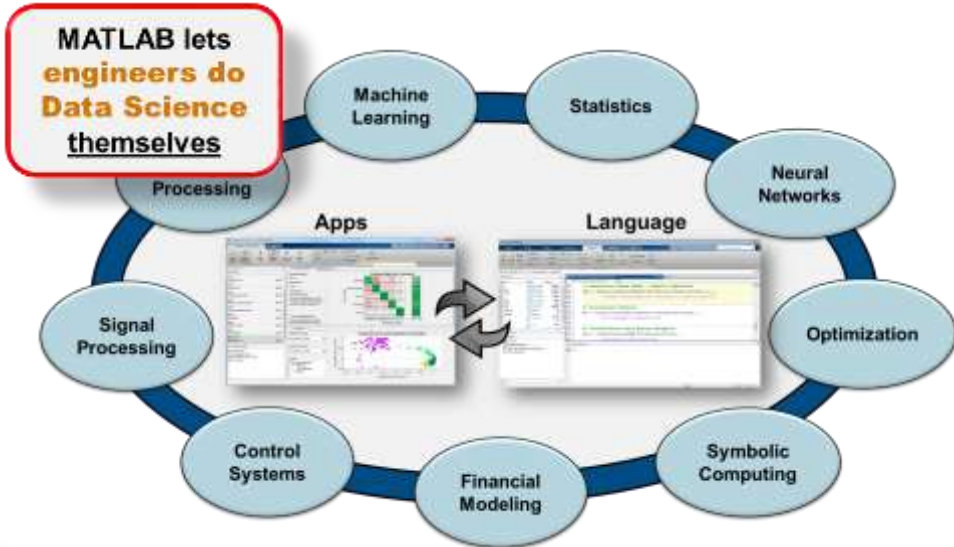 MATLAB lets
engineers do
Data Science
themselves
Machine
Learning
Statistics
Processing
Neural
Networks
Apps
Language
Signal
Processing
Optimization
Control
Systems
Financial
Modeling
Symbolic
Computing